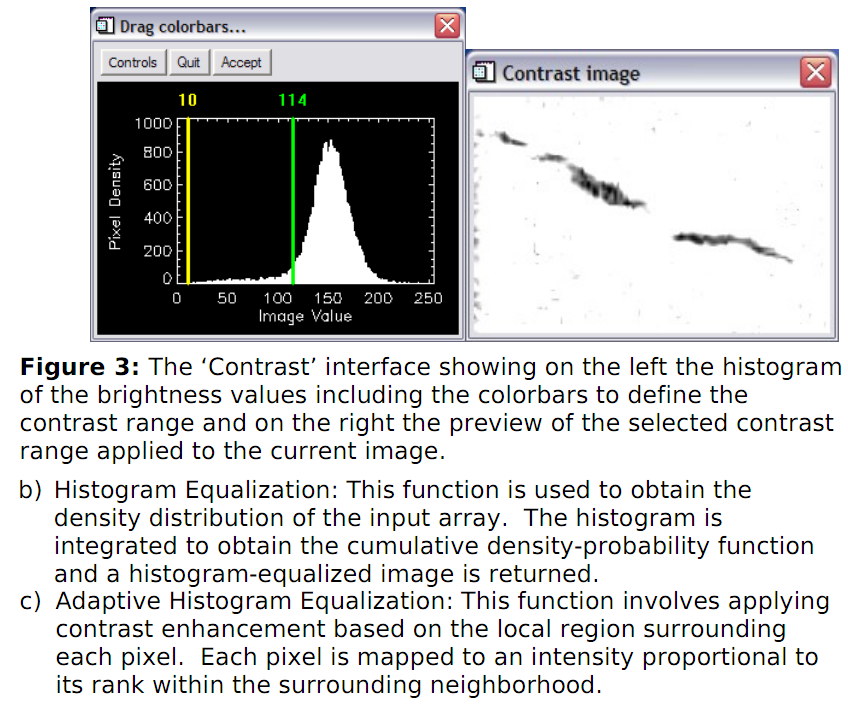 Drag colorbars...
Controls Quit Accept
10 114
1000
800
600
400
200
0
Pixel Density
0 50 100 150 200 250
Image Value
Contrast image
Figure 3: The ‘Contrast’ interface showing on the left the histogram
of the brightness values including the colorbars to define the
contrast range and on the right the preview of the selected contrast
range applied to the current image.
b) Histogram Equalization: This function is used to obtain the
density distribution of the input array. The histogram is
integrated to obtain the cumulative density-probability function
and a histogram-equalized image is returned.
c) Adaptive Histogram Equalization: This function involves applying
contrast enhancement based on the local region surrounding
each pixel. Each pixel is mapped to an intensity proportional to
its rank within the surrounding neighborhood.